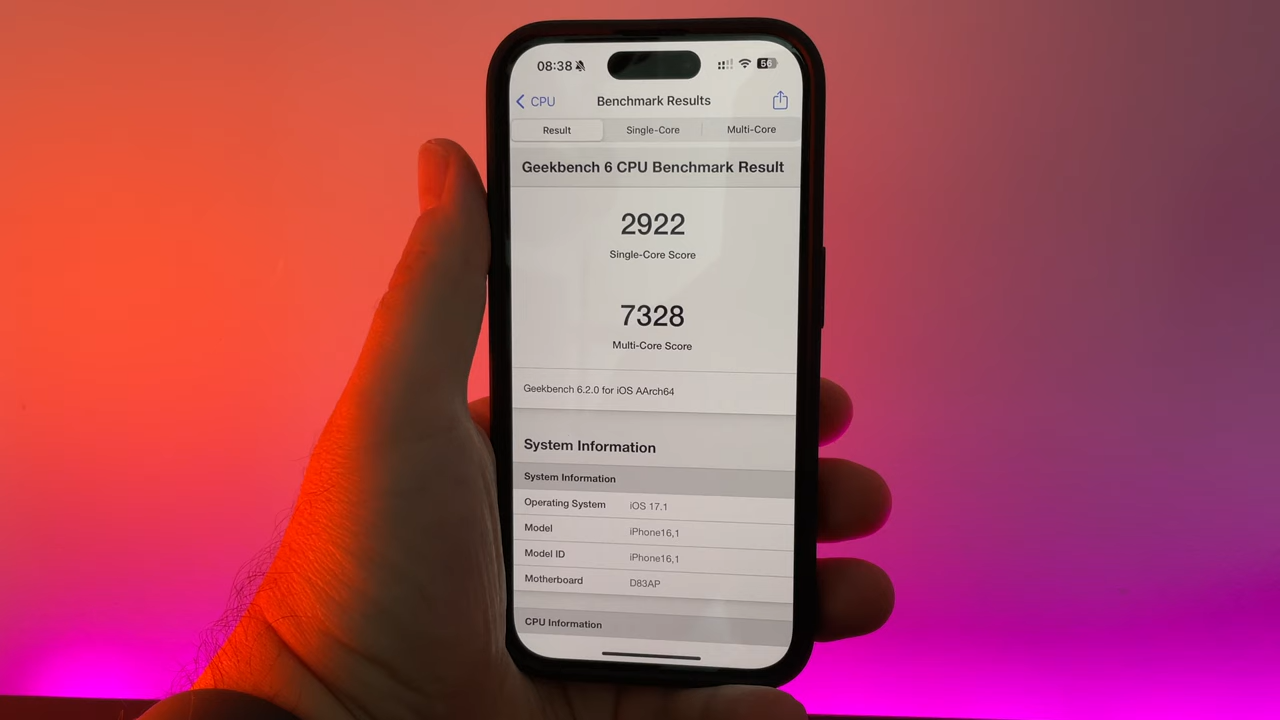 08:38 56
CPU Benchmark Results
Result Single-Core Multi-Core
Geekbench 6 CPU Benchmark Result
2922
Single-Core Score
7328
Multi-Core Score
Geekbench 6.2.0 for iOS AArch64
System Information
System Information
Operating System iOS 17.1
Model iPhone16,1
Model ID iPhone16,1
Motherboard D83AP
CPU Information